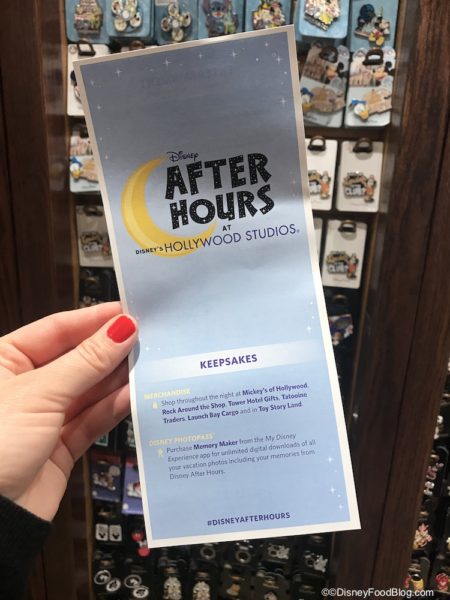 Disney
AFTER
HOURS
AT
DISNEY'S HOLLYWOOD STUDIOS®
KEEPSAKES
MERCHANDISE
Shop throughout the night at Mickey's of Hollywood,
Rock Around the Shop, Tower Hotel Gifts, Tatooine
Traders, Launch Bay Cargo and in Toy Story Land.
DISNEY PHOTOPASS
Purchase Memory Maker from the My Disney
Experience app for unlimited digital downloads of all
your vacation photos including your memories from
Disney After Hours.
#DISNEYAFTERHOURS
©DisneyFoodBlog.com